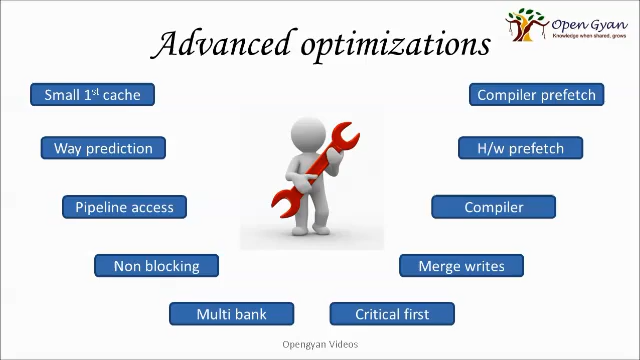 Advanced optimizations
Open Gyan
Knowledge when shared, grows
Small 1st cache
Compiler prefetch
Way prediction
H/w prefetch
Pipeline access
Compiler
Non blocking
Merge writes
Multi bank
Critical first
Opengyan Videos